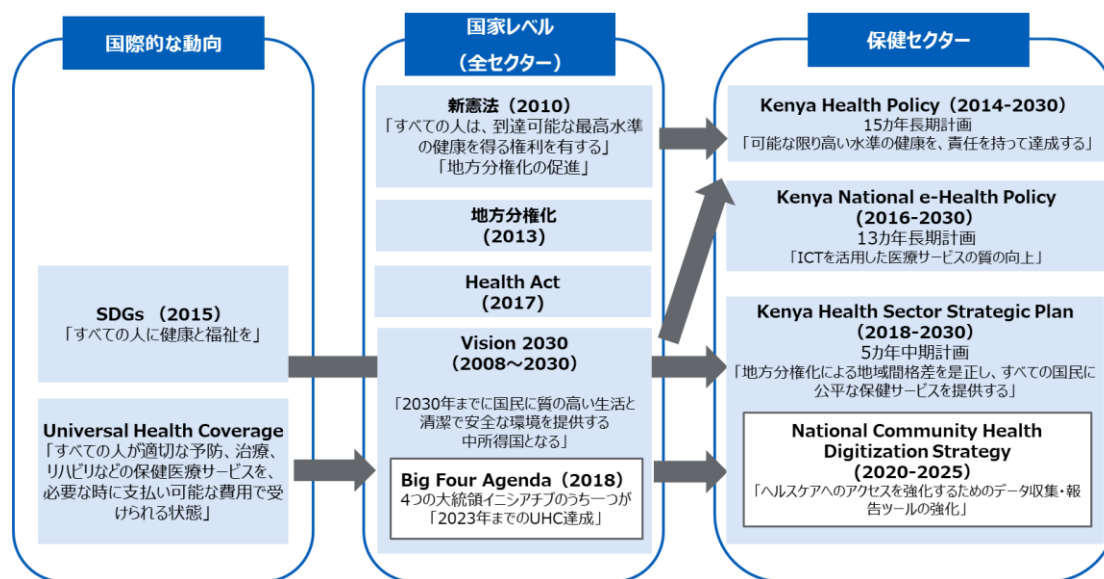 国際的な動向
SDGs （2015）
「すべての人に健康と福祉を」
Universal Health Coverage
「すべての人が適切な予防、治療、
リハビリなどの保健医療サービスを、
必要な時に支払い可能な費用で受
けられる状態」
国家レベル
（全セクター）
新憲法（2010）
「すべての人は、到達可能な最高水準
の健康を得る権利を有する」
「地方分権化の促進」
地方分権化
(2013)
Health Act
(2017)
Vision 2030
（2008～2030）
「2030年までに国民に質の高い生活と
清潔で安全な環境を提供する
中所得国となる」
Big Four Agenda（2018）
4つの大統領イニシアチブのうち一つが
「2023年までのUHC達成」
保健セクター
Kenya Health Policy（2014-2030）
15カ年長期計画
「可能な限り高い水準の健康を、責任を持って達成する」
Kenya National e-Health Policy
(2016-2030)
13カ年長期計画
「ICTを活用した医療サービスの質の向上」
Kenya Health Sector Strategic Plan
(2018-2030)
5カ年中期計画
「地方分権化による地域間格差を是正し、すべての国民に
公平な保健サービスを提供する」
National Community Health
Digitization Strategy
(2020-2025)
「ヘルスケアへのアクセスを強化するためのデータ収集・報
告ツールの強化」